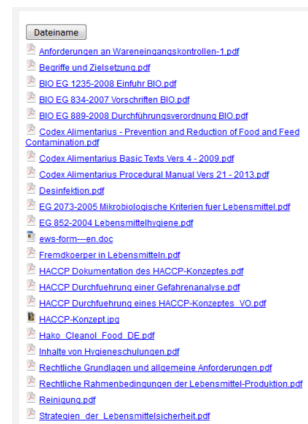 Dateiname
Anforderungen an Wareneingangskontrollen-1.pdf
Begriffe und Zielsetzung.pdf
BIO EG 1235-2008 Einfuhr BIO.pdf
BIO EG 834-2007 Vorschriften BIO.pdf
BIO EG 889-2008 Durchführungsverordnung BIO.pdf
Codex Alimentarius - Prevention and Reduction of Food and Feed
Contamination.pdf
Codex Alimentarius Basic Texts Vers 4 - 2009.pdf
Codex Alimentarius Procedural Manual Vers 21 - 2013.pdf
Desinfektion.pdf
EG 2073-2005 Mikrobiologische Kriterien fuer Lebensmittel.pdf
EG 852-2004 Lebensmittelhygiene.pdf
ews-form---en.doc
Fremdkoerper in Lebensmitteln.pdf
HACCP Dokumentation des HACCP-Konzeptes.pdf
HACCP Durchfuehrung einer Gefahrenanalyse.pdf
HACCP Durchfuehrung eines HACCP-Konzeptes_VO.pdf
HACCP-Konzept.jpg
Hako_Cleanol_Food_DE.pdf
Inhalte von Hygieneschulungen.pdf
Rechtliche Grundlagen und allgemeine Anforderungen.pdf
Rechtliche Rahmenbedingungen der Lebensmittel-Produktion.pdf
Reinigung.pdf
Strategien_der_Lebensmittelsicherheit.pdf